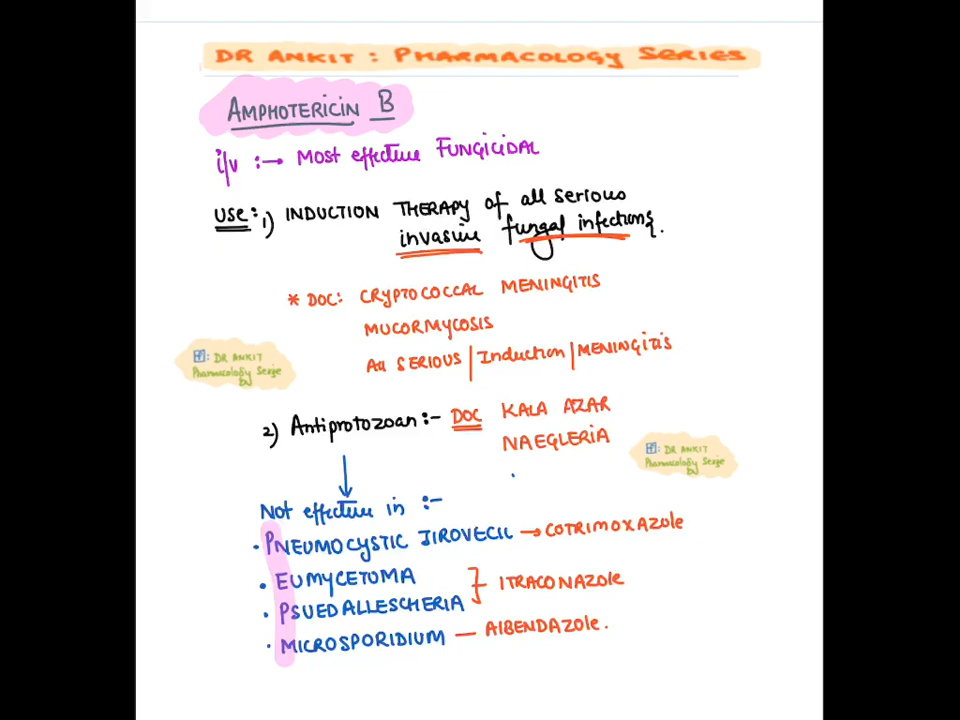 DR ANKIT : PHARMACOLOGY SERIES
AMPHOTERICIN B
i/v :→ MOST effective FUNGICIDAL
USE: 1) INDUCTION THERAPY of all serious
invasive fungal infections.
* DOC: CRYPTOCOCCAL MENINGITIS
MUCORMYCOSIS
All SERIOUS | Induction | MENINGITIS
DR ANKIT
Pharmacology
2) Antiprotozoan :- DOC KALA AZAR
NAEGLERIA
DR ANKIT
Pharmacology
Not effective in :-
· PNEUMOCYSTIC JIROVECII → COTRIMOXAZOle
· EUMYCETOMA
ITRACONAZOle
· PSUEDALLESCHERIA
· MICROSPORIDIUM — AlBENDAZOle.